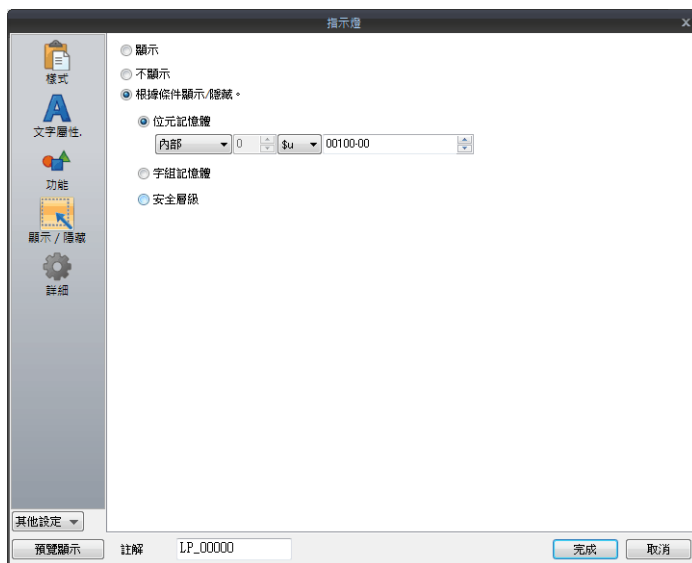 指示燈
x
樣式
文字屬性.
功能
顯示 / 隱藏
詳細
顯示
不顯示
根據條件顯示/隱藏。
位元記憶體
內部 0 $u 00100-00
字組記憶體
安全層級
其他設定
預覽顯示 註解 LP_00000 完成 取消